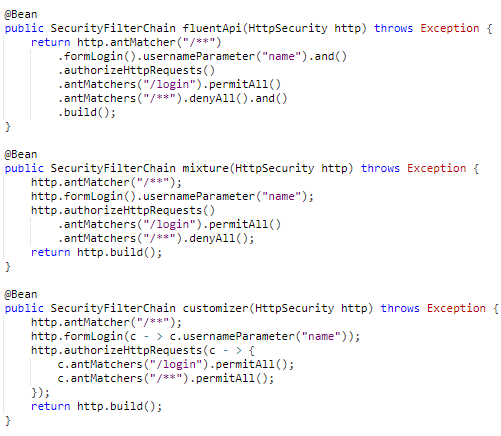 @Bean
public SecurityFilterChain fluentApi(HttpSecurity http) throws Exception {
    return http.antMatcher("/**")
        .formLogin().usernameParameter("name").and()
        .authorizeHttpRequests()
        .antMatchers("/login").permitAll()
        .antMatchers("/**").denyAll().and()
        .build();
}

@Bean
public SecurityFilterChain mixture(HttpSecurity http) throws Exception {
    http.antMatcher("/**");
    http.formLogin().usernameParameter("name");
    http.authorizeHttpRequests()
        .antMatchers("/login").permitAll()
        .antMatchers("/**").denyAll();
    return http.build();
}

@Bean
public SecurityFilterChain customizer(HttpSecurity http) throws Exception {
    http.antMatcher("/**");
    http.formLogin(c - > c.usernameParameter("name"));
    http.authorizeHttpRequests(c - > {
        c.antMatchers("/login").permitAll();
        c.antMatchers("/**").permitAll();
    });
    return http.build();
}